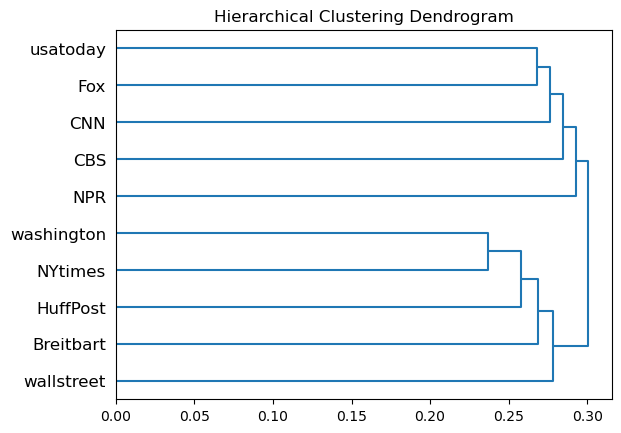 Hierarchical Clustering Dendrogram
usatoday
Fox
CNN
CBS
NPR
washington
NYtimes
HuffPost
Breitbart
wallstreet
0.00 0.05 0.10 0.15 0.20 0.25 0.30